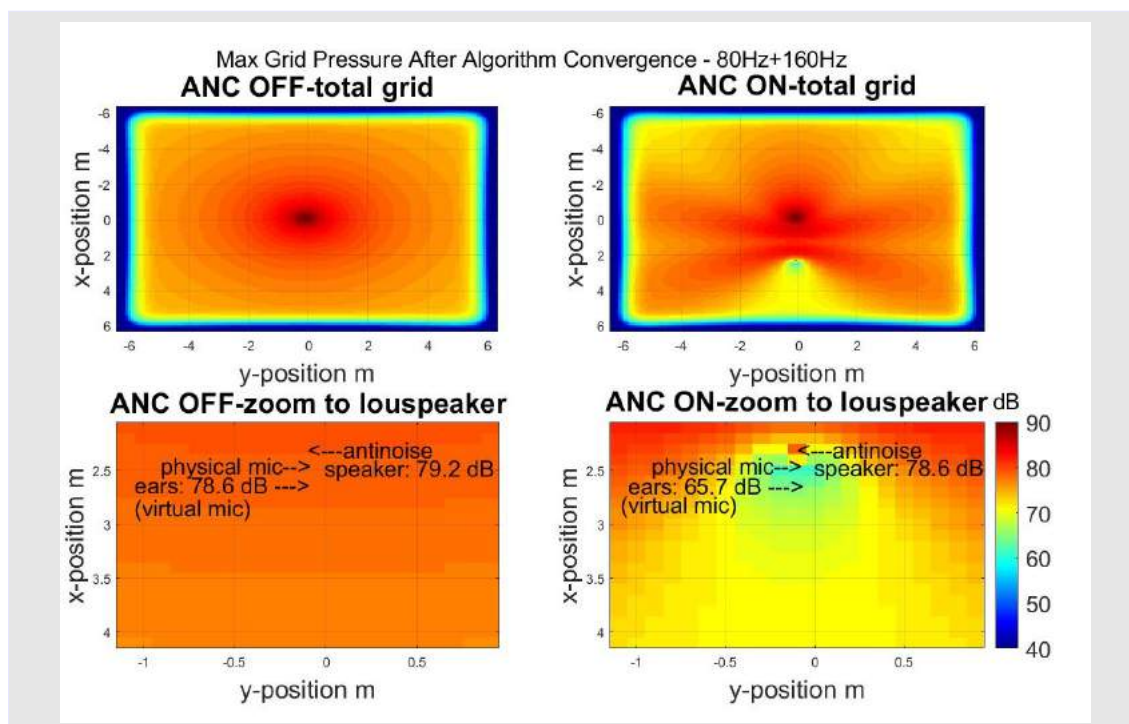 Max Grid Pressure After Algorithm Convergence - 80Hz+160Hz
ANC OFF-total grid
ANC ON-total grid
x-position m
-6
-4
-2
0
2
4
6
-6
-4
-2
0
2
4
6
y-position m
x-position m
-6
-4
-2
0
2
4
6
-6
-4
-2
0
2
4
6
y-position m
ANC OFF-zoom to louspeaker
ANC ON-zoom to louspeaker
dB
x-position m
2.5
3
3.5
4
<---antinoise
physical mic--> speaker: 79.2 dB
ears: 78.6 dB --->
(virtual mic)
-1
-0.5
0
0.5
y-position m
x-position m
2.5
3
3.5
4
<---antinoise
physical mic--> speaker: 78.6 dB
ears: 65.7 dB --->
(virtual mic)
-1
-0.5
0
0.5
y-position m
90
80
70
60
50
40